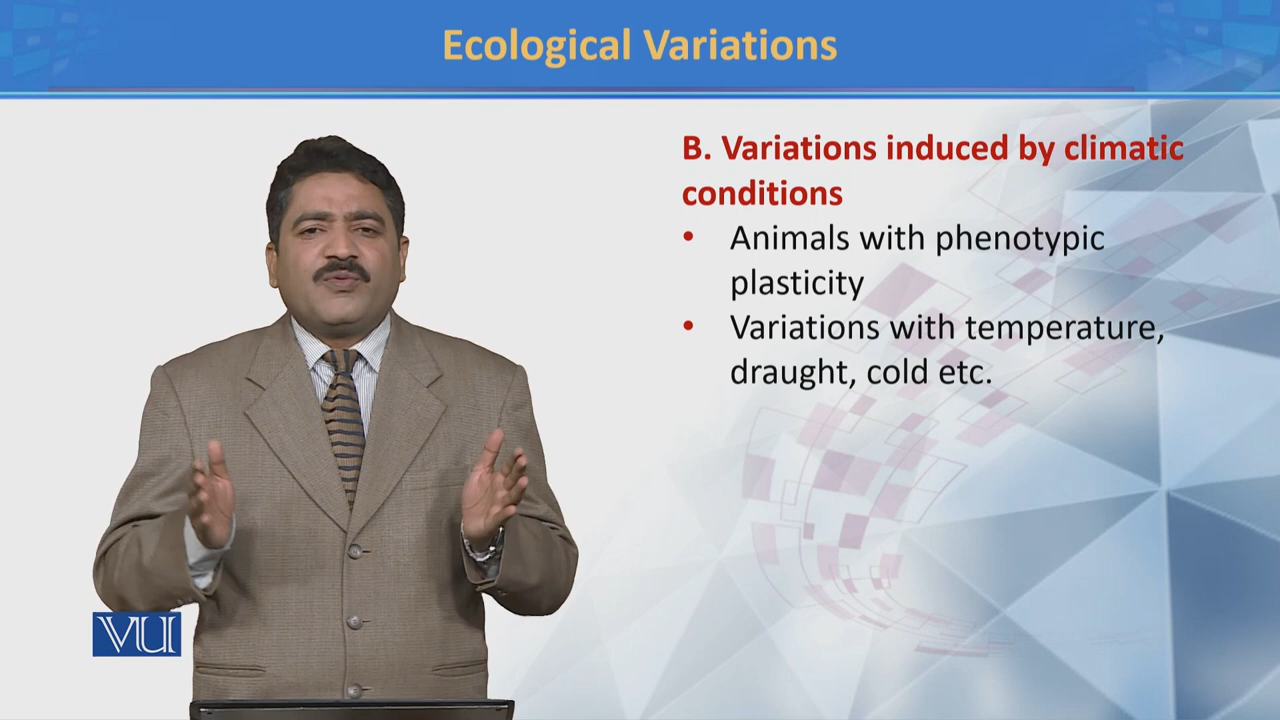 Ecological Variations
B. Variations induced by climatic
conditions
• Animals with phenotypic
plasticity
• Variations with temperature,
draught, cold etc.
VU